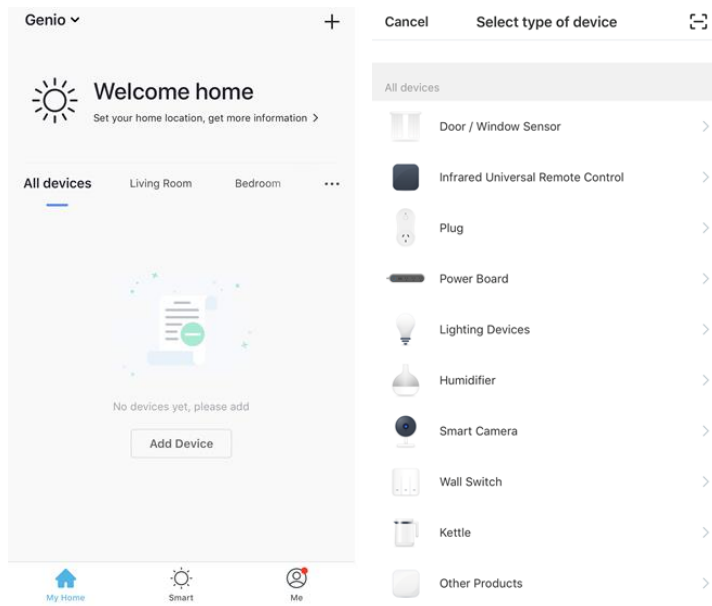 Genio
Welcome home
Set your home location, get more information
All devices Living Room Bedroom
No devices yet, please add
Add Device
My Home Smart Me
Cancel Select type of device
All devices
Door / Window Sensor
Infrared Universal Remote Control
Plug
Power Board
Lighting Devices
Humidifier
Smart Camera
Wall Switch
Kettle
Other Products